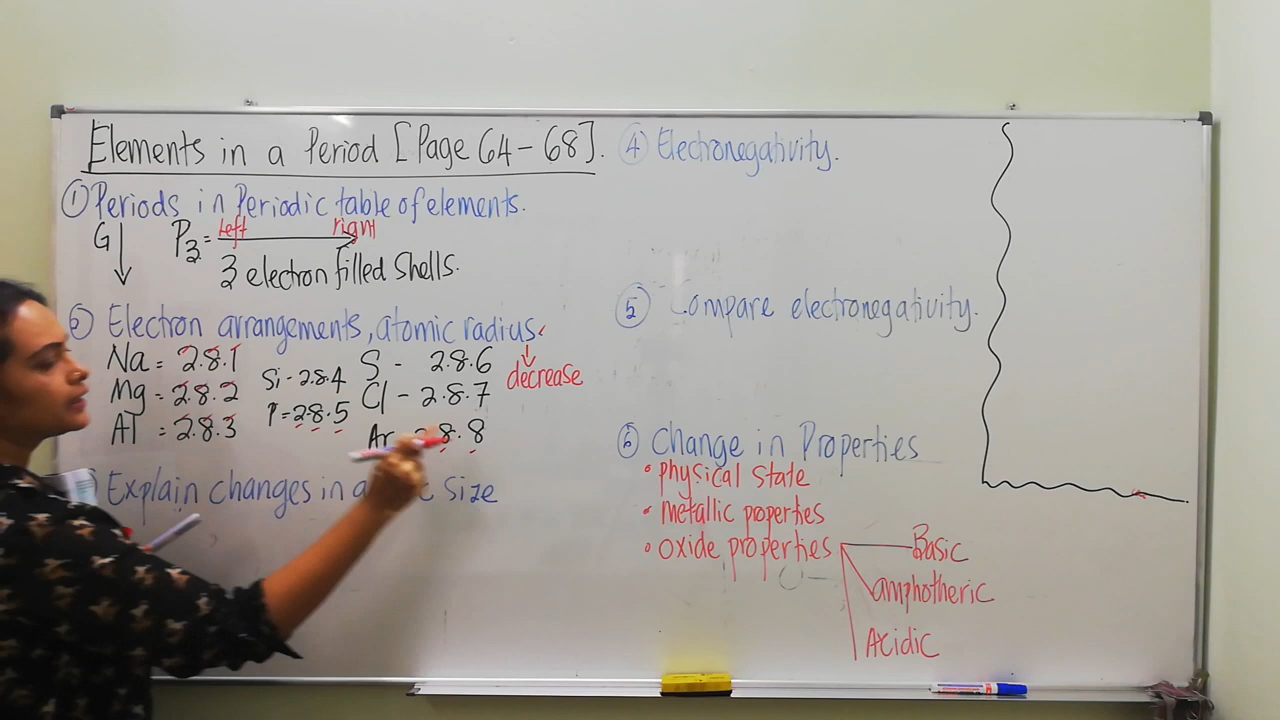 Elements in a Period [Page 64-68].
① Periods in Periodic table of elements.
G P3 = left right
3 electron filled shells.
Electron arrangements, atomic radius
decrease
Na = 2.8.1
Mg = 2.8.2
Al = 2.8.3
Si - 2.8.4
P = 2.8.5
S - 2.8.6
Cl - 2.8.7
Ar 8.8
Explain changes in size
④ Electronegativity.
⑤ Compare electronegativity.
⑥ Change in Properties
• physical state
• metallic properties
• oxide properties
Basic
amphotheric
Acidic